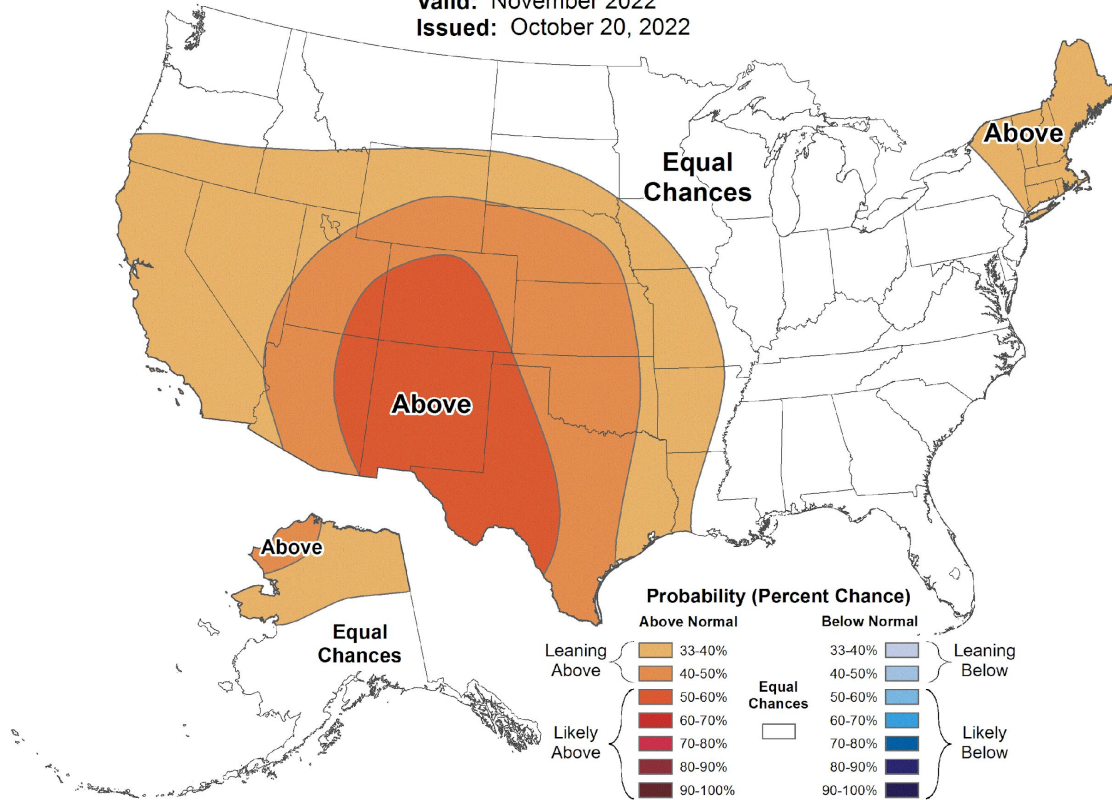 Valid: November 2022
Issued: October 20, 2022
Above
Equal
Chances
Above
Above
Equal
Chances
Probability (Percent Chance)
Above Normal
Below Normal
Leaning
Above
33-40%
40-50%
Likely
Above
50-60%
60-70%
70-80%
80-90%
90-100%
Equal
Chances
33-40%
40-50%
Leaning
Below
50-60%
60-70%
70-80%
80-90%
90-100%
Likely
Below